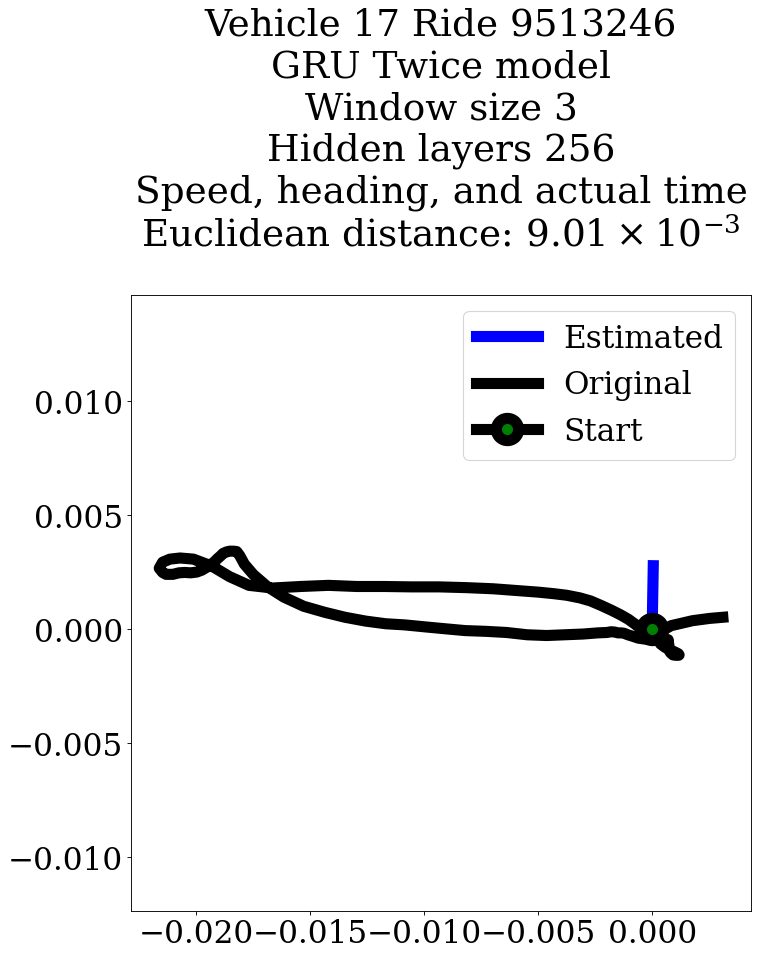 Vehicle 17 Ride 9513246
GRU Twice model
Window size 3
Hidden layers 256
Speed, heading, and actual time
Euclidean distance: 9.01 × 10⁻³
Estimated
Original
Start
0.010
0.005
0.000
−0.005
−0.010
−0.020 −0.015 −0.010 −0.005 0.000